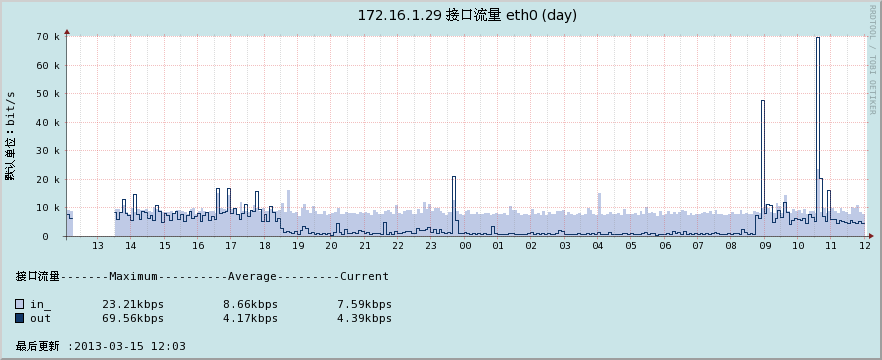 172.16.1.29 接口流量 eth0 (day)
RRDTOOL / TOBI OETIKER
默认单位：bit/s
70 k
60 k
50 k
40 k
30 k
20 k
10 k
0
13 14 15 16 17 18 19 20 21 22 23 00 01 02 03 04 05 06 07 08 09 10 11 12
接口流量-------Maximum----------Average---------Current
in_ 23.21kbps 8.66kbps 7.59kbps
out 69.56kbps 4.17kbps 4.39kbps
最后更新 :2013-03-15 12:03